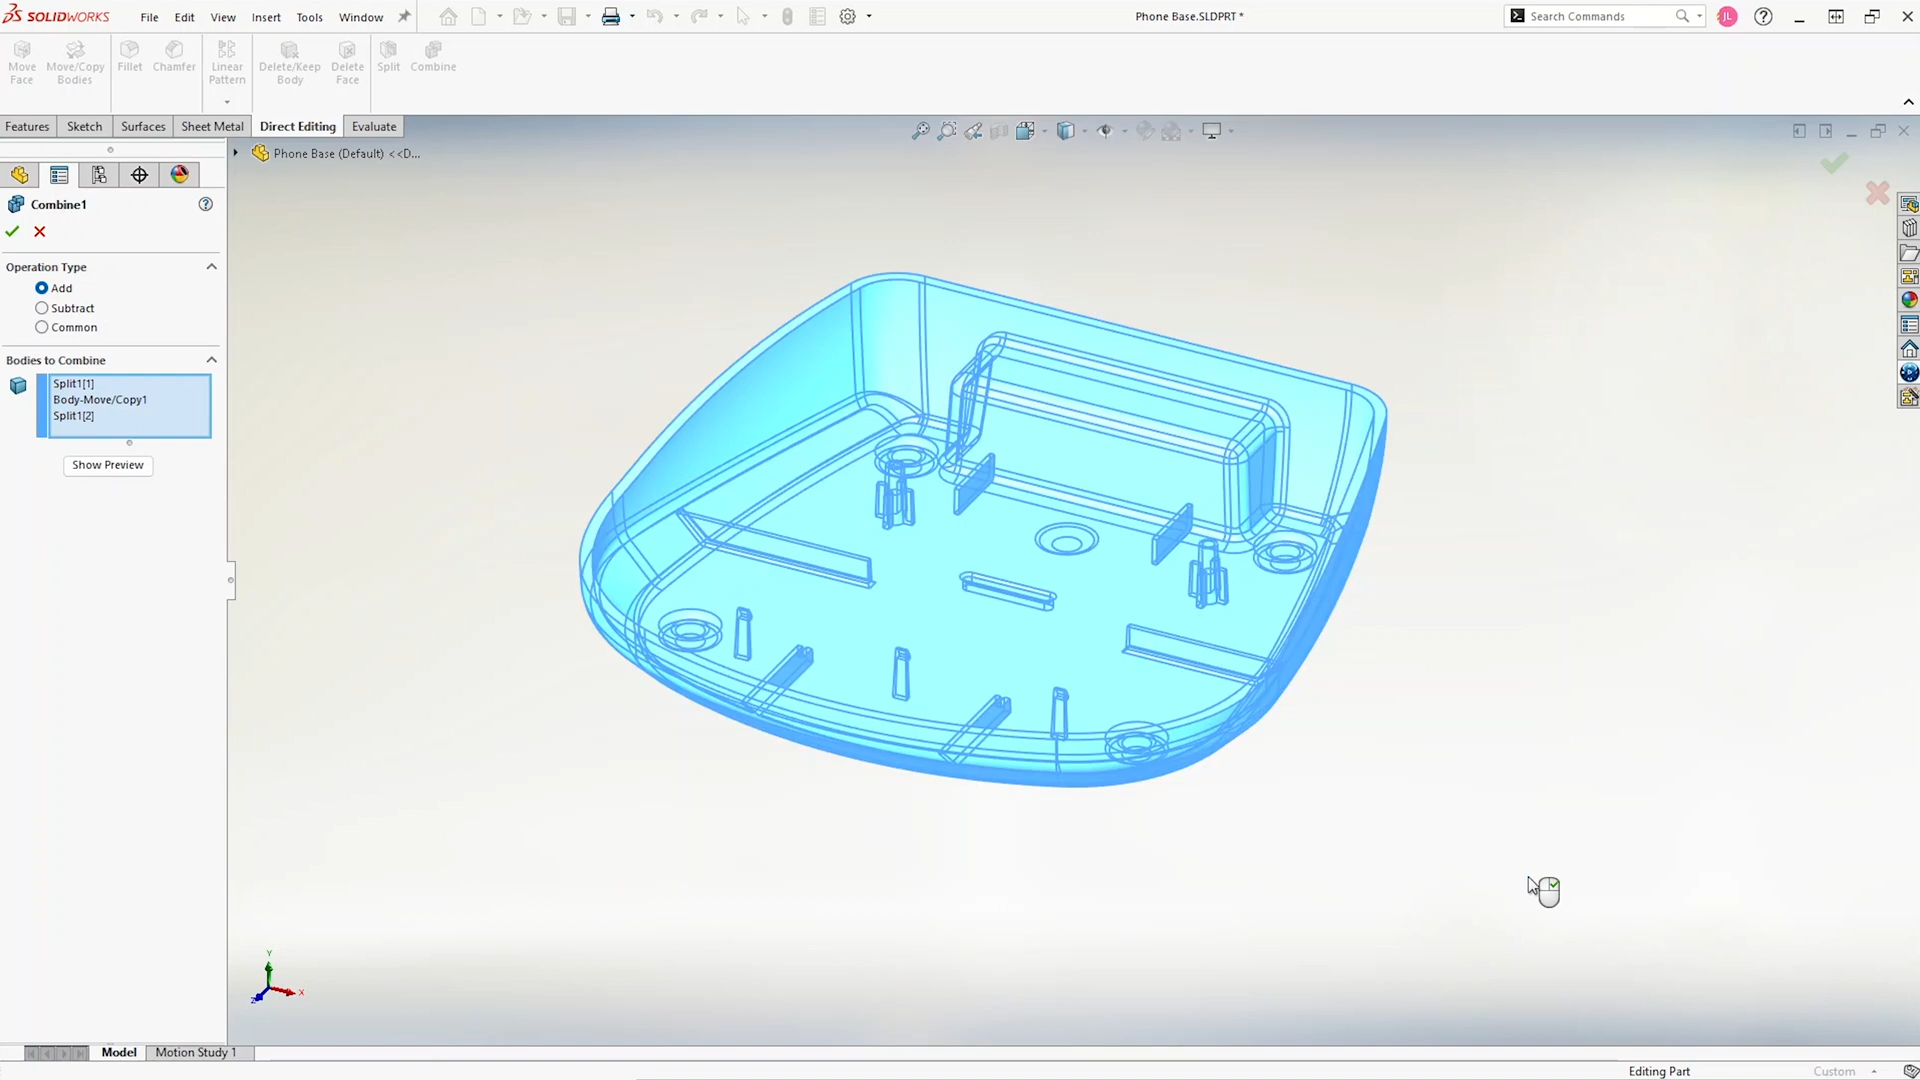 SOLIDWORKS
File Edit View Insert Tools Window
Phone Base.SLDPRT *
Search Commands
JL
Move Face
Move/Copy Bodies
Fillet
Chamfer
Linear Pattern
Delete/Keep Body
Delete Face
Split
Combine
Features Sketch Surfaces Sheet Metal Direct Editing Evaluate
Phone Base (Default) <<D...
Combine1
Operation Type
Add
Subtract
Common
Bodies to Combine
Split1[1]
Body-Move/Copy1
Split1[2]
Show Preview
Y
X
Z
Model Motion Study 1
Editing Part Custom